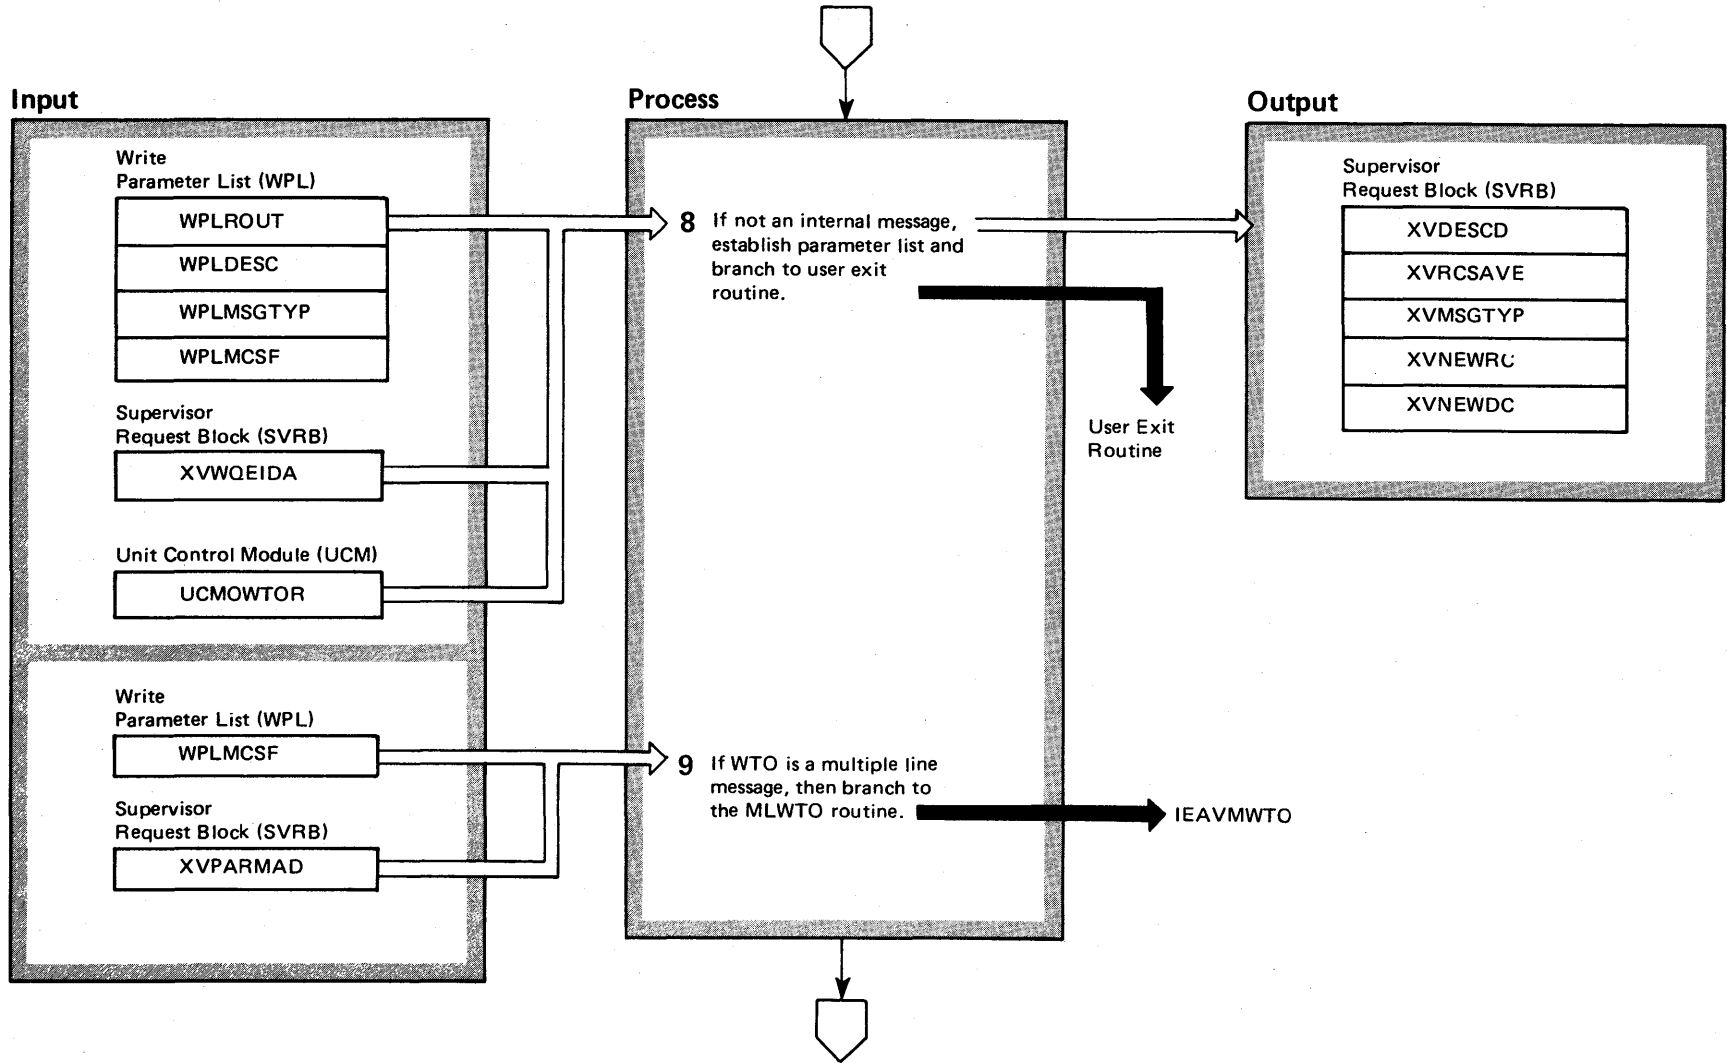 Input
Write
Parameter List (WPL)
WPLROUT
WPLDESC
WPLMSGTYP
WPLMCSF
Supervisor
Request Block (SVRB)
XVWQEIDA
Unit Control Module (UCM)
UCMOWTOR
Write
Parameter List (WPL)
WPLMCSF
Supervisor
Request Block (SVRB)
XVPARMAD
Process
8 If not an internal message,
establish parameter list and
branch to user exit
routine.
User Exit
Routine
9 If WTO is a multiple line
message, then branch to
the MLWTO routine.
IEAVMWTO
Output
Supervisor
Request Block (SVRB)
XVDESCD
XVRCSAVE
XVMSGTYP
XVNEWRC
XVNEWDC